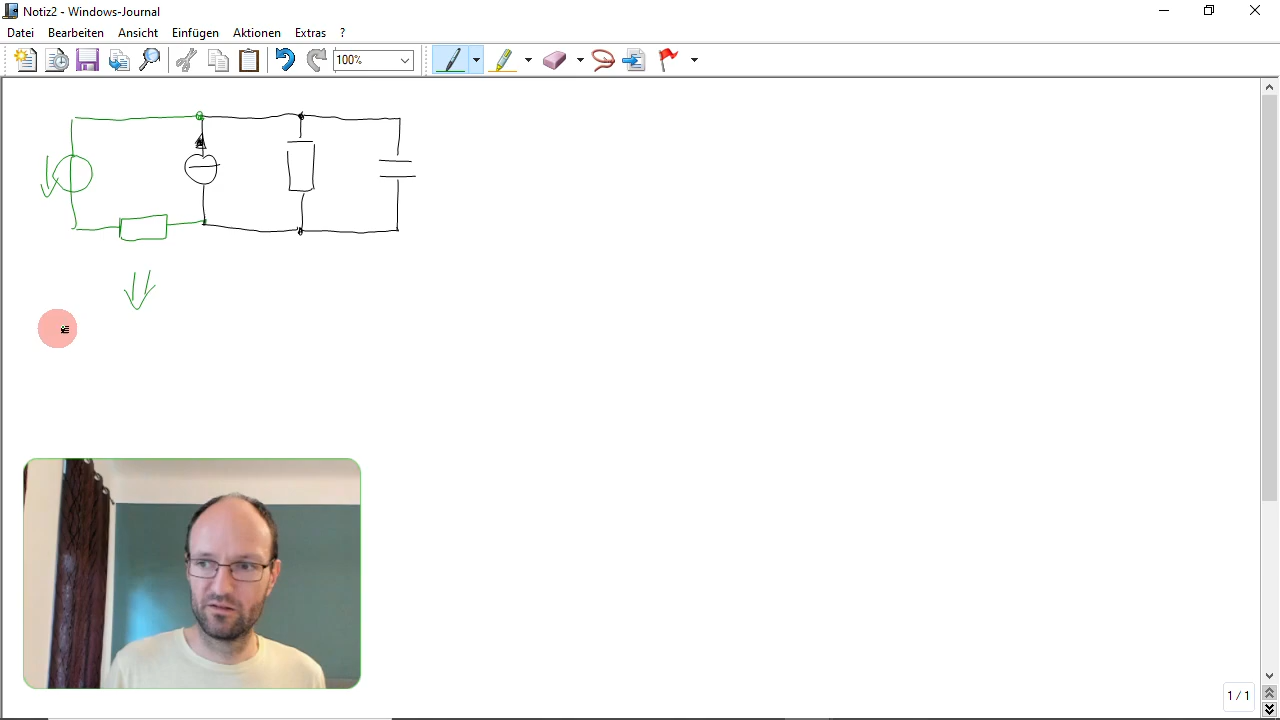 Notiz2 - Windows-Journal
Datei Bearbeiten Ansicht Einfügen Aktionen Extras ?
100%
1 / 1